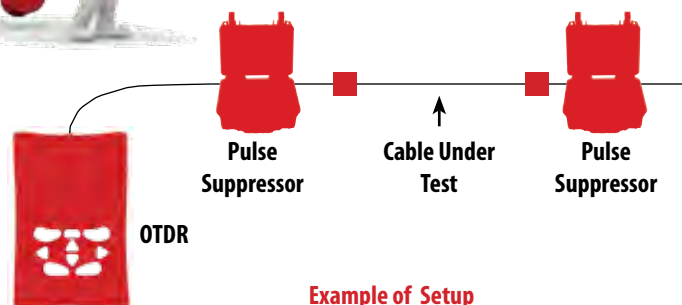 Pulse
Suppressor
Cable Under
Test
Pulse
Suppressor
OTDR
Example of Setup